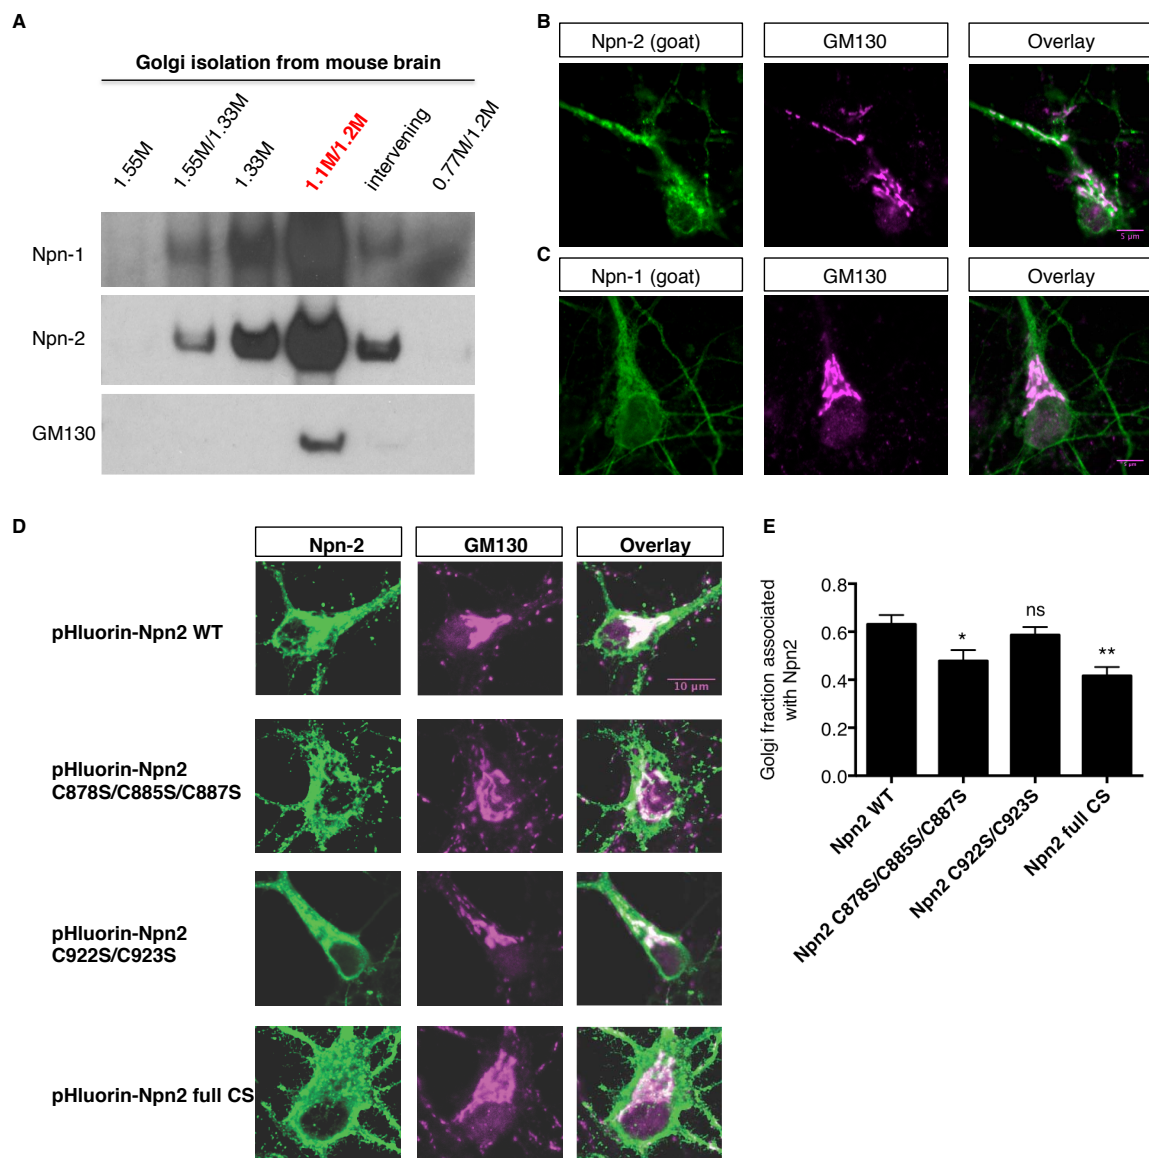 A
Golgi isolation from mouse brain
1.55M
1.55M/1.33M
1.33M
1.1M/1.2M
intervening
0.77M/1.2M
Npn-1
Npn-2
GM130
B
Npn-2 (goat)
GM130
Overlay
5 µm
C
Npn-1 (goat)
GM130
Overlay
5 µm
D
Npn-2
GM130
Overlay
pHluorin-Npn2 WT
10 µm
pHluorin-Npn2
C878S/C885S/C887S
pHluorin-Npn2
C922S/C923S
pHluorin-Npn2 full CS
E
Golgi fraction associated
with Npn2
0.8
0.6
0.4
0.2
0.0
*
ns
**
Npn2 WT
Npn2 C878S/C885S/C887S
Npn2 C922S/C923S
Npn2 full CS